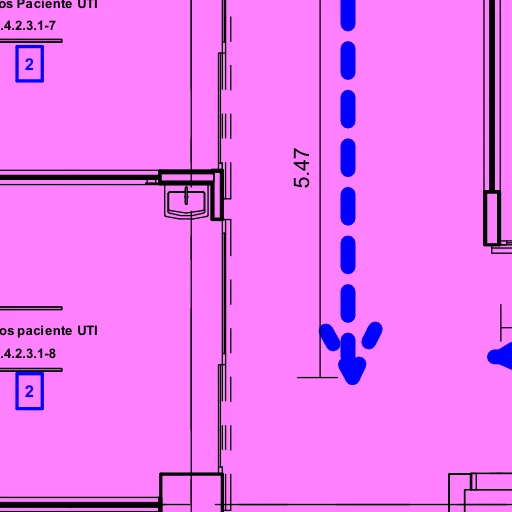 os Paciente UTI
.4.2.3.1-7
2
5.47
os paciente UTI
.4.2.3.1-8
2